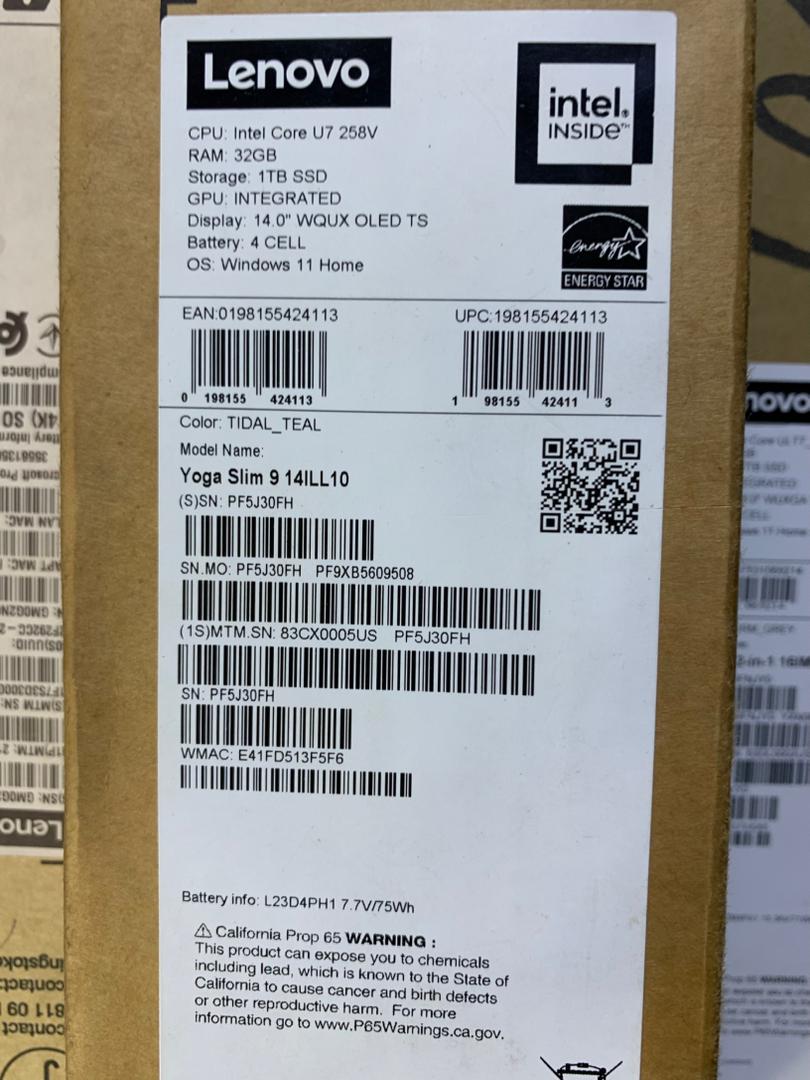 Lenovo
intel.
INSIDE™
CPU: Intel Core U7 258V
RAM: 32GB
Storage: 1TB SSD
GPU: INTEGRATED
Display: 14.0" WQUX OLED TS
Battery: 4 CELL
OS: Windows 11 Home
energy
ENERGY STAR
EAN:0198155424113
UPC:198155424113
0 198155 424113
1 98155 42411 3
Color: TIDAL_TEAL
Model Name:
Yoga Slim 9 14ILL10
(S)SN: PF5J30FH
SN.MO: PF5J30FH PF9XB5609508
(1S)MTM.SN: 83CX0005US PF5J30FH
SN: PF5J30FH
WMAC: E41FD513F5F6
Battery info: L23D4PH1 7.7V/75Wh
⚠ California Prop 65 WARNING :
This product can expose you to chemicals
including lead, which is known to the State of
California to cause cancer and birth defects
or other reproductive harm. For more
information go to www.P65Warnings.ca.gov.